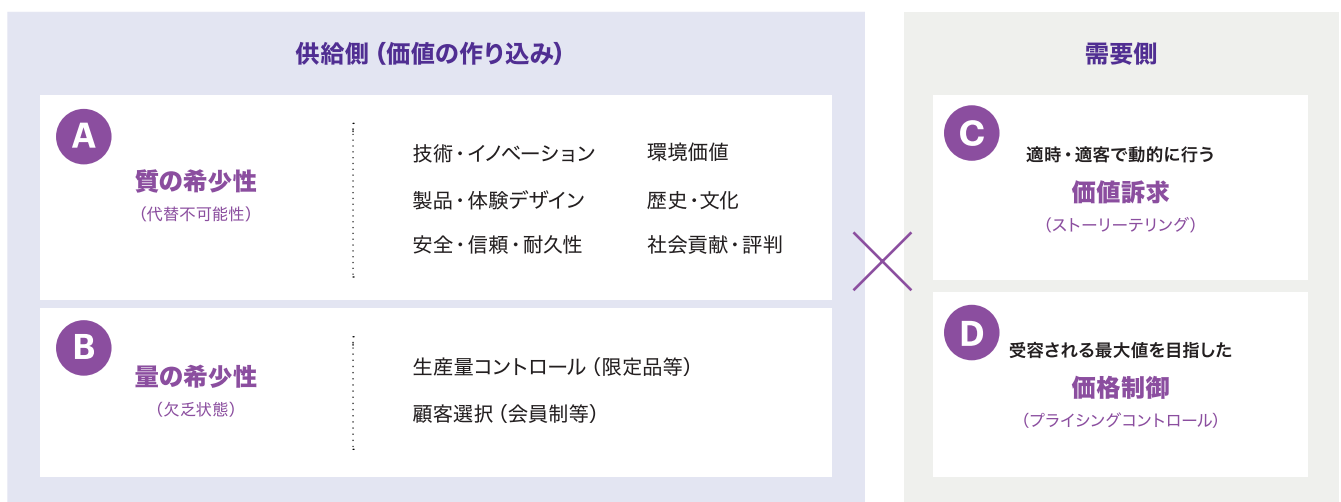 供給側（価値の作り込み）
A
質の希少性
（代替不可能性）
技術・イノベーション
環境価値
製品・体験デザイン
歴史・文化
安全・信頼・耐久性
社会貢献・評判
B
量の希少性
（欠乏状態）
生産量コントロール（限定品等）
顧客選択（会員制等）
需要側
C
適時・適客で動的に行う
価値訴求
（ストーリーテリング）
D
受容される最大値を目指した
価格制御
（プライシングコントロール）